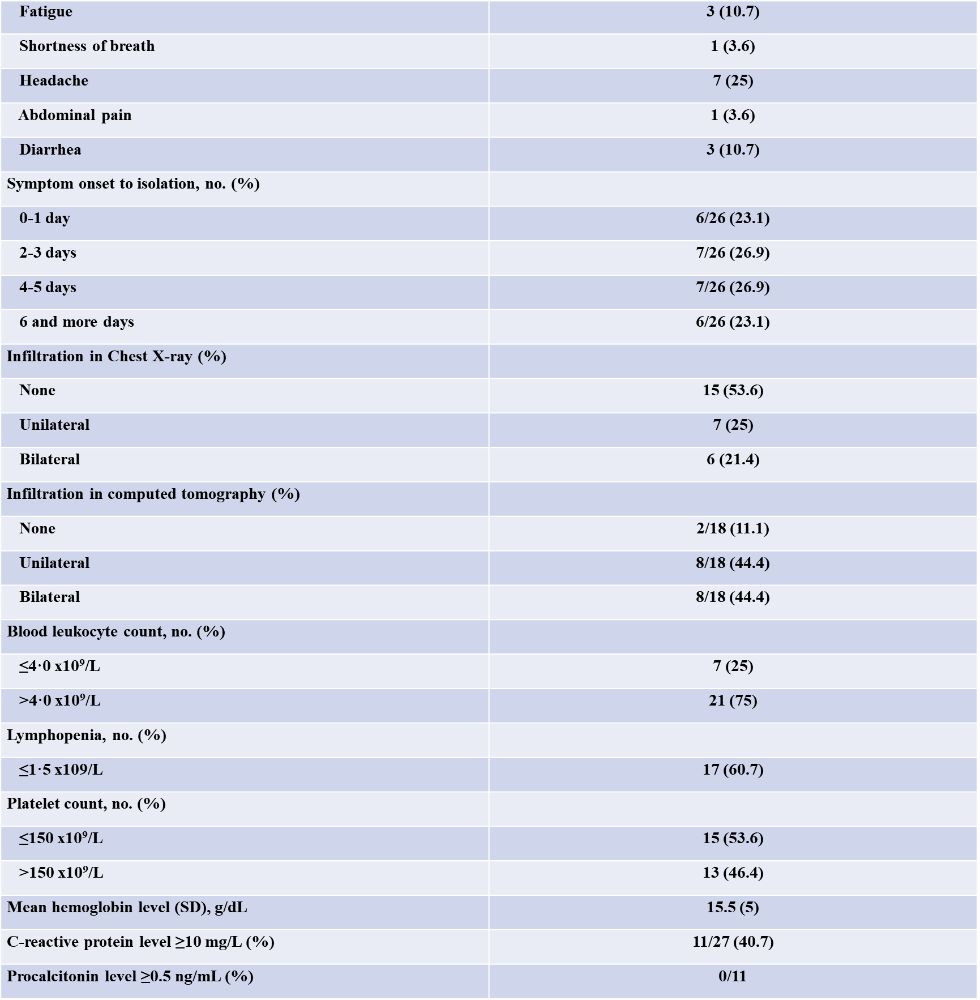 Fatigue 3 (10.7)
Shortness of breath 1 (3.6)
Headache 7 (25)
Abdominal pain 1 (3.6)
Diarrhea 3 (10.7)
Symptom onset to isolation, no. (%)
0-1 day 6/26 (23.1)
2-3 days 7/26 (26.9)
4-5 days 7/26 (26.9)
6 and more days 6/26 (23.1)
Infiltration in Chest X-ray (%)
None 15 (53.6)
Unilateral 7 (25)
Bilateral 6 (21.4)
Infiltration in computed tomography (%)
None 2/18 (11.1)
Unilateral 8/18 (44.4)
Bilateral 8/18 (44.4)
Blood leukocyte count, no. (%)
≤4·0 x10⁹/L 7 (25)
>4·0 x10⁹/L 21 (75)
Lymphopenia, no. (%)
≤1·5 x109/L 17 (60.7)
Platelet count, no. (%)
≤150 x10⁹/L 15 (53.6)
>150 x10⁹/L 13 (46.4)
Mean hemoglobin level (SD), g/dL 15.5 (5)
C-reactive protein level ≥10 mg/L (%) 11/27 (40.7)
Procalcitonin level ≥0.5 ng/mL (%) 0/11